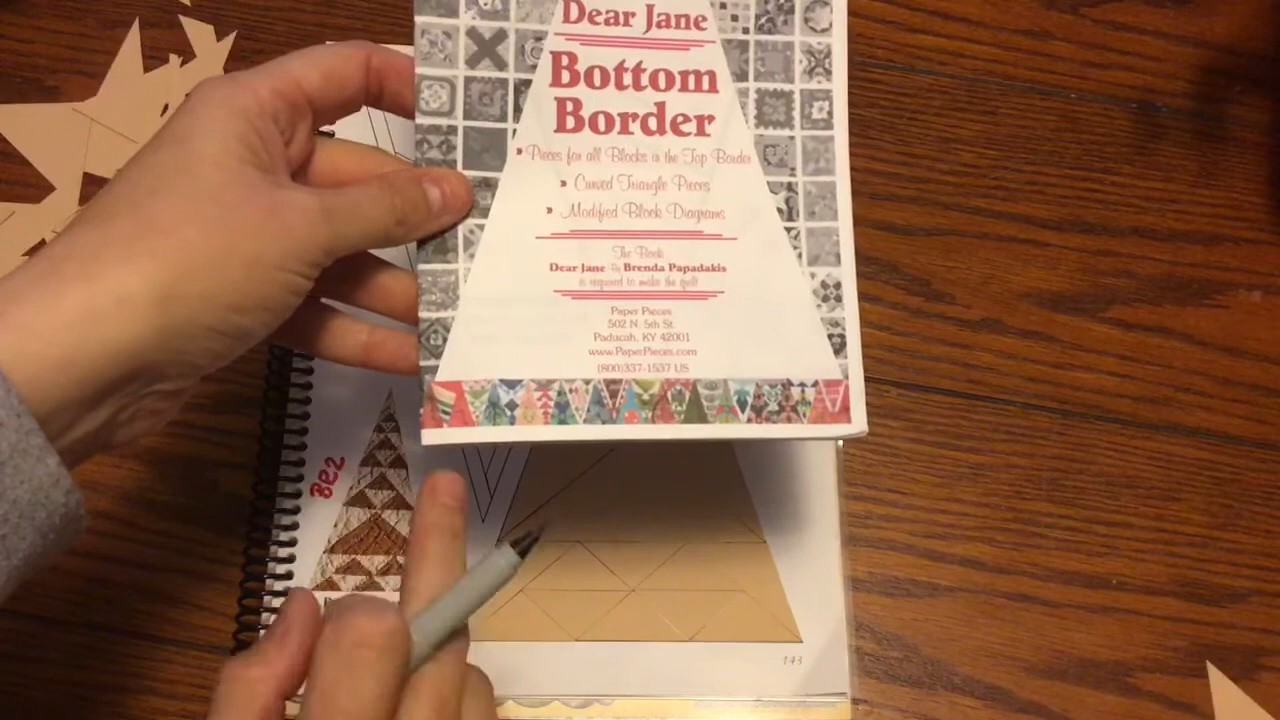 Dear Jane
Bottom
Border
» Pieces for all Blocks in the Top Border
» Curved Triangle Pieces
» Modified Block Diagrams
The Book
Dear Jane By Brenda Papadakis
is required to make the quilt
Paper Pieces
502 N. 5th St.
Paducah, KY 42001
www.PaperPieces.com
(800)337-1537 US
BE2
143